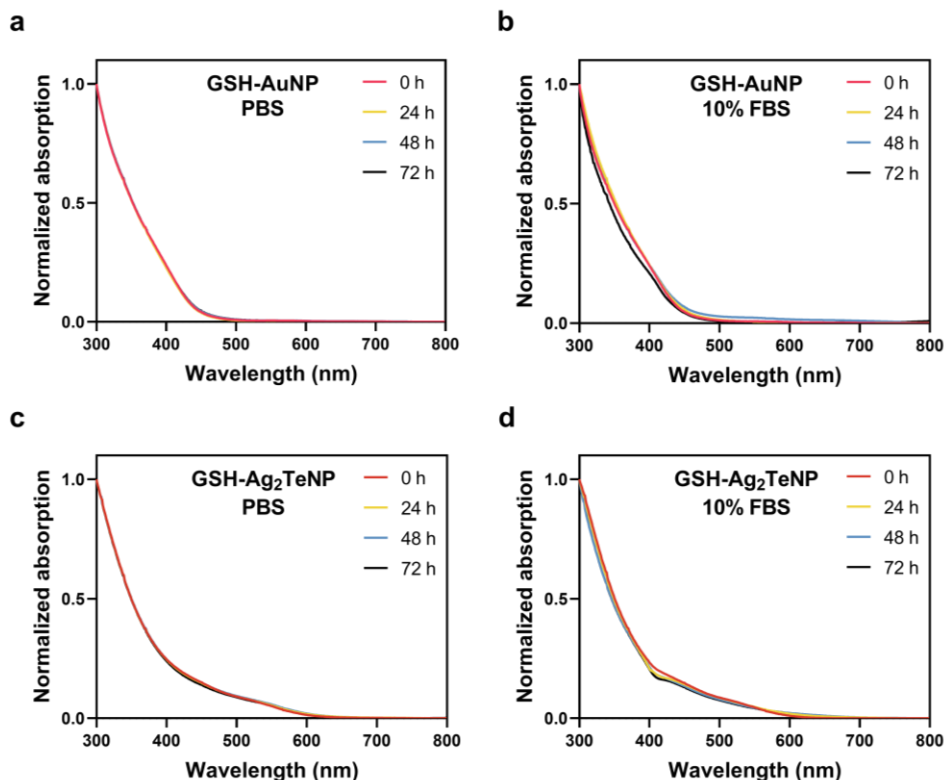 a
GSH-AuNP
PBS
0 h
24 h
48 h
72 h
Normalized absorption
1.0
0.5
0.0
300 400 500 600 700 800
Wavelength (nm)
b
GSH-AuNP
10% FBS
0 h
24 h
48 h
72 h
Normalized absorption
1.0
0.5
0.0
300 400 500 600 700 800
Wavelength (nm)
c
GSH-Ag₂TeNP
PBS
0 h
24 h
48 h
72 h
Normalized absorption
1.0
0.5
0.0
300 400 500 600 700 800
Wavelength (nm)
d
GSH-Ag₂TeNP
10% FBS
0 h
24 h
48 h
72 h
Normalized absorption
1.0
0.5
0.0
300 400 500 600 700 800
Wavelength (nm)